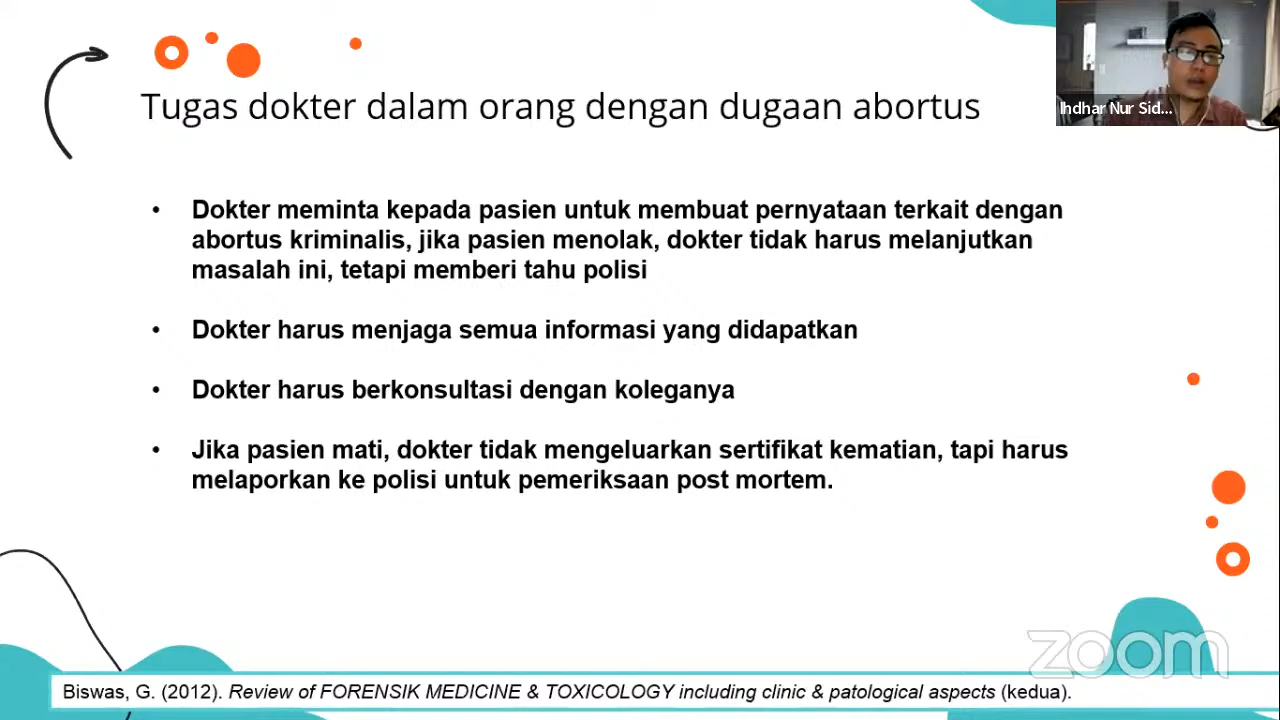 Ihdhar Nur Sid...
Tugas dokter dalam orang dengan dugaan abortus
• Dokter meminta kepada pasien untuk membuat pernyataan terkait dengan
abortus kriminalis, jika pasien menolak, dokter tidak harus melanjutkan
masalah ini, tetapi memberi tahu polisi
• Dokter harus menjaga semua informasi yang didapatkan
• Dokter harus berkonsultasi dengan koleganya
• Jika pasien mati, dokter tidak mengeluarkan sertifikat kematian, tapi harus
melaporkan ke polisi untuk pemeriksaan post mortem.
zoom
Biswas, G. (2012). Review of FORENSIK MEDICINE & TOXICOLOGY including clinic & patological aspects (kedua).